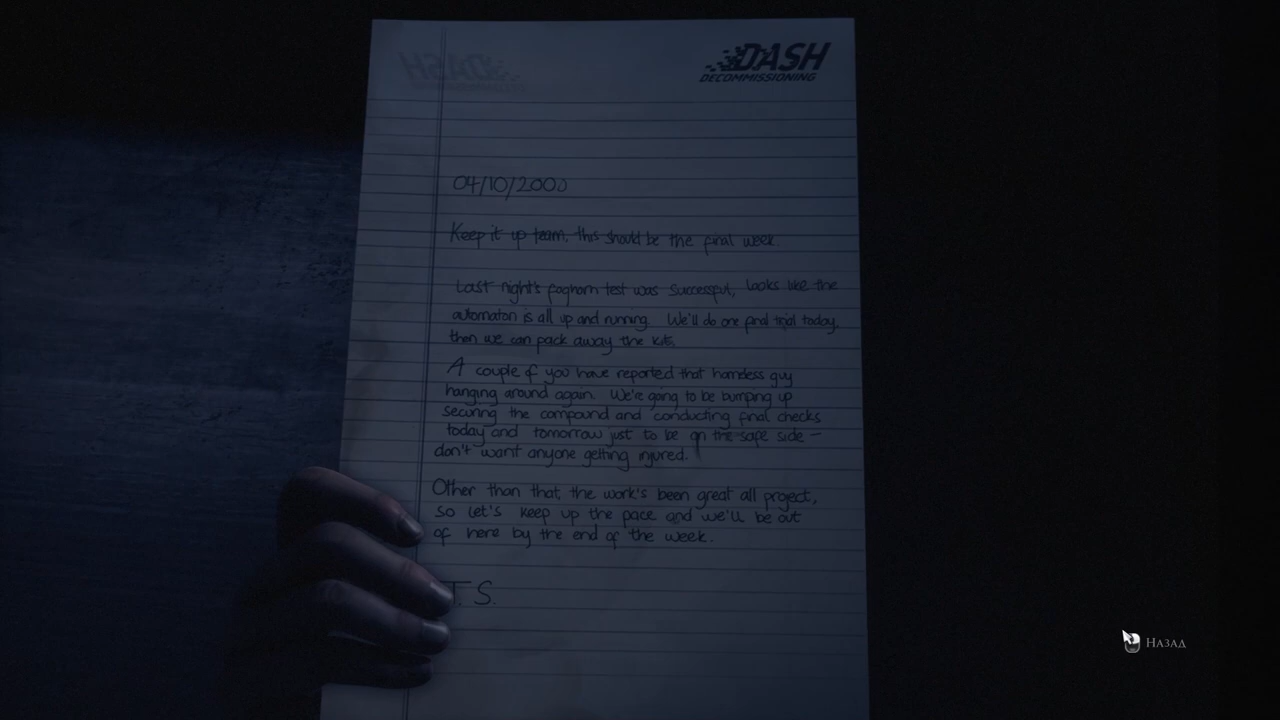 DASH
DECOMMISSIONING
04/10/2000
Keep it up team, this should be the final week.
Last night's foghorn test was successful, looks like the
automaton is all up and running. We'll do one final trial today,
then we can pack away the kits.
A couple of you have reported that homeless guy
hanging around again. We're going to be bumping up
securing the compound and conducting final checks
today and tomorrow just to be on the safe side –
don't want anyone getting injured.
Other than that, the work's been great all project,
so let's keep up the pace and we'll be out
of here by the end of the week.
T. S.
Назад